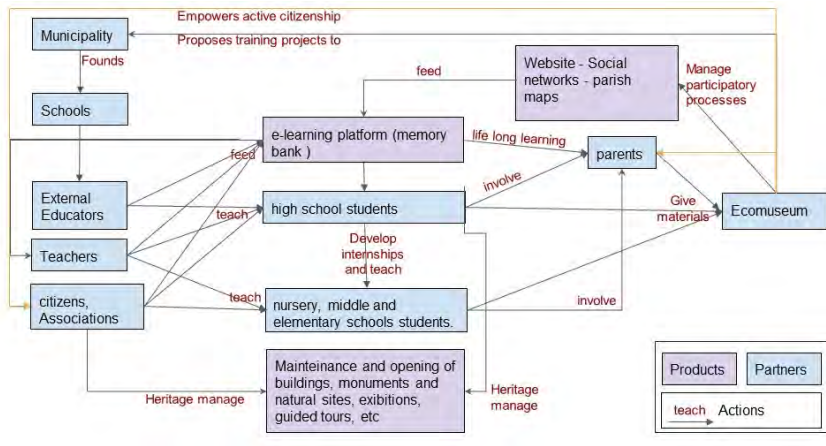 Empowers active citizenship
Municipality
Proposes training projects to
Founds
Website - Social
networks - parish
maps
Manage
participatory
processes
feed
Schools
e-learning platform (memory
bank )
life long learning
feed
parents
involve
External
Educators
high school students
teach
Give
materials
Ecomuseum
Develop
internships
and teach
Teachers
citizens,
Associations
teach
nursery, middle and
elementary schools students.
involve
Mainteinance and opening of
buildings, monuments and
natural sites, exibitions,
guided tours, etc
Heritage manage
Heritage
manage
Products
Partners
teach
Actions